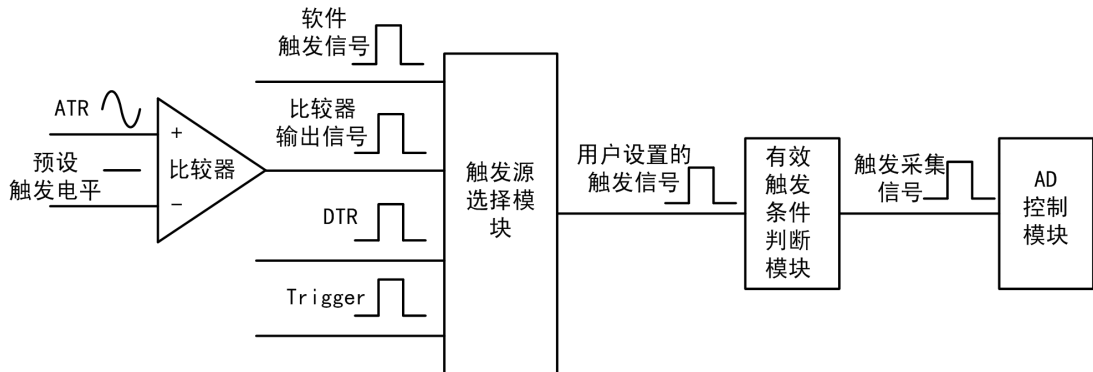 软件
触发信号
ATR
+
比较器
预设
触发电平
−
比较器
输出信号
DTR
Trigger
触发源
选择模
块
用户设置的
触发信号
有效
触发
条件
判断
模块
触发采集
信号
AD
控制
模块